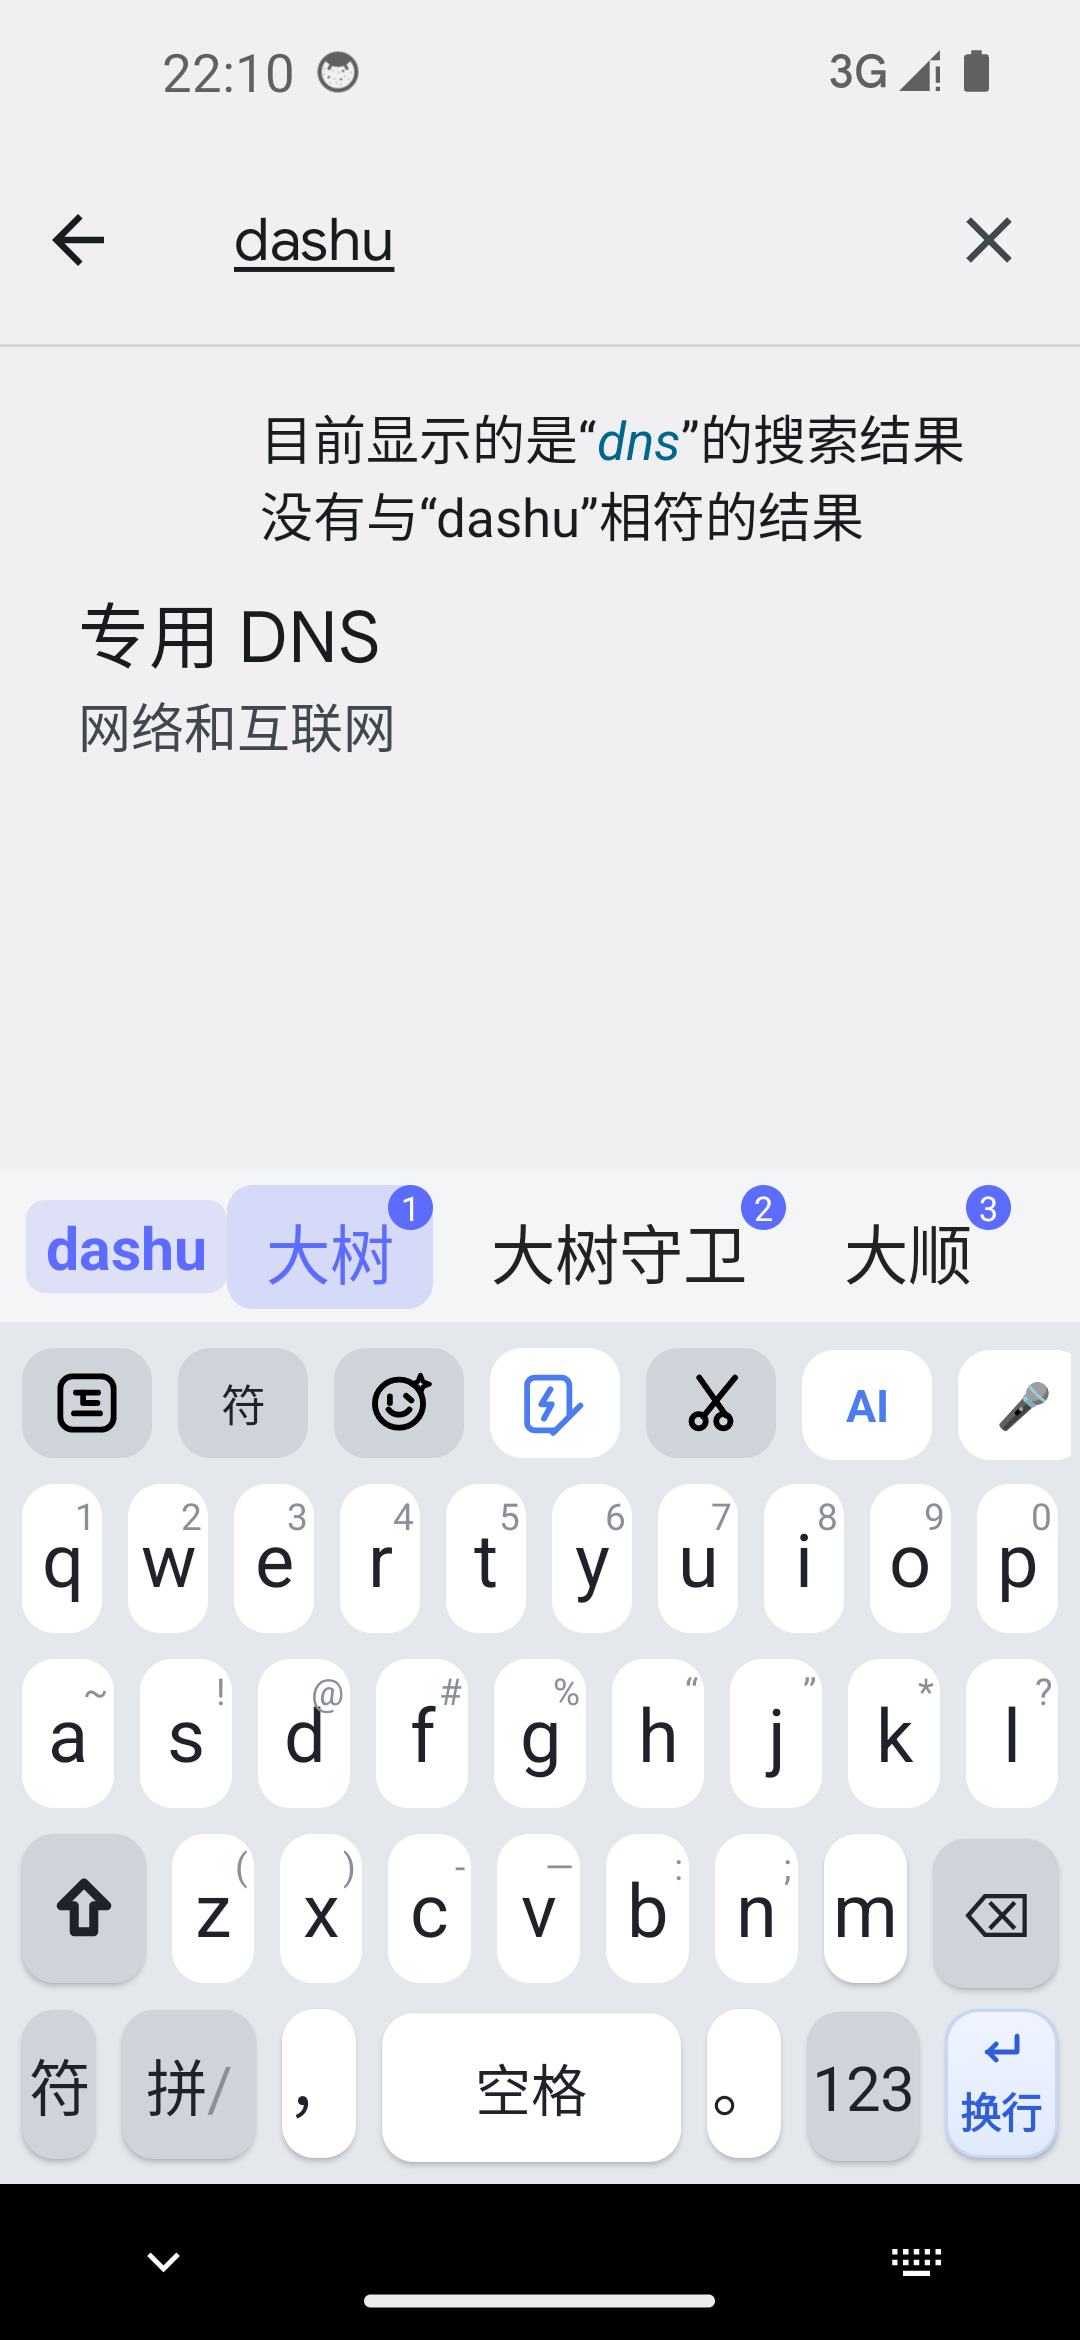 22:10 3G
dashu
目前显示的是“dns”的搜索结果
没有与“dashu”相符的结果
专用 DNS
网络和互联网
dashu 大树 1 大树守卫 2 大顺 3
符 AI
1 2 3 4 5 6 7 8 9 0
q w e r t y u i o p
~ ! @ # % “ ” * ?
a s d f g h j k l
( ) - — : ;
z x c v b n m
符 拼/ ， 空格 。 123 换行